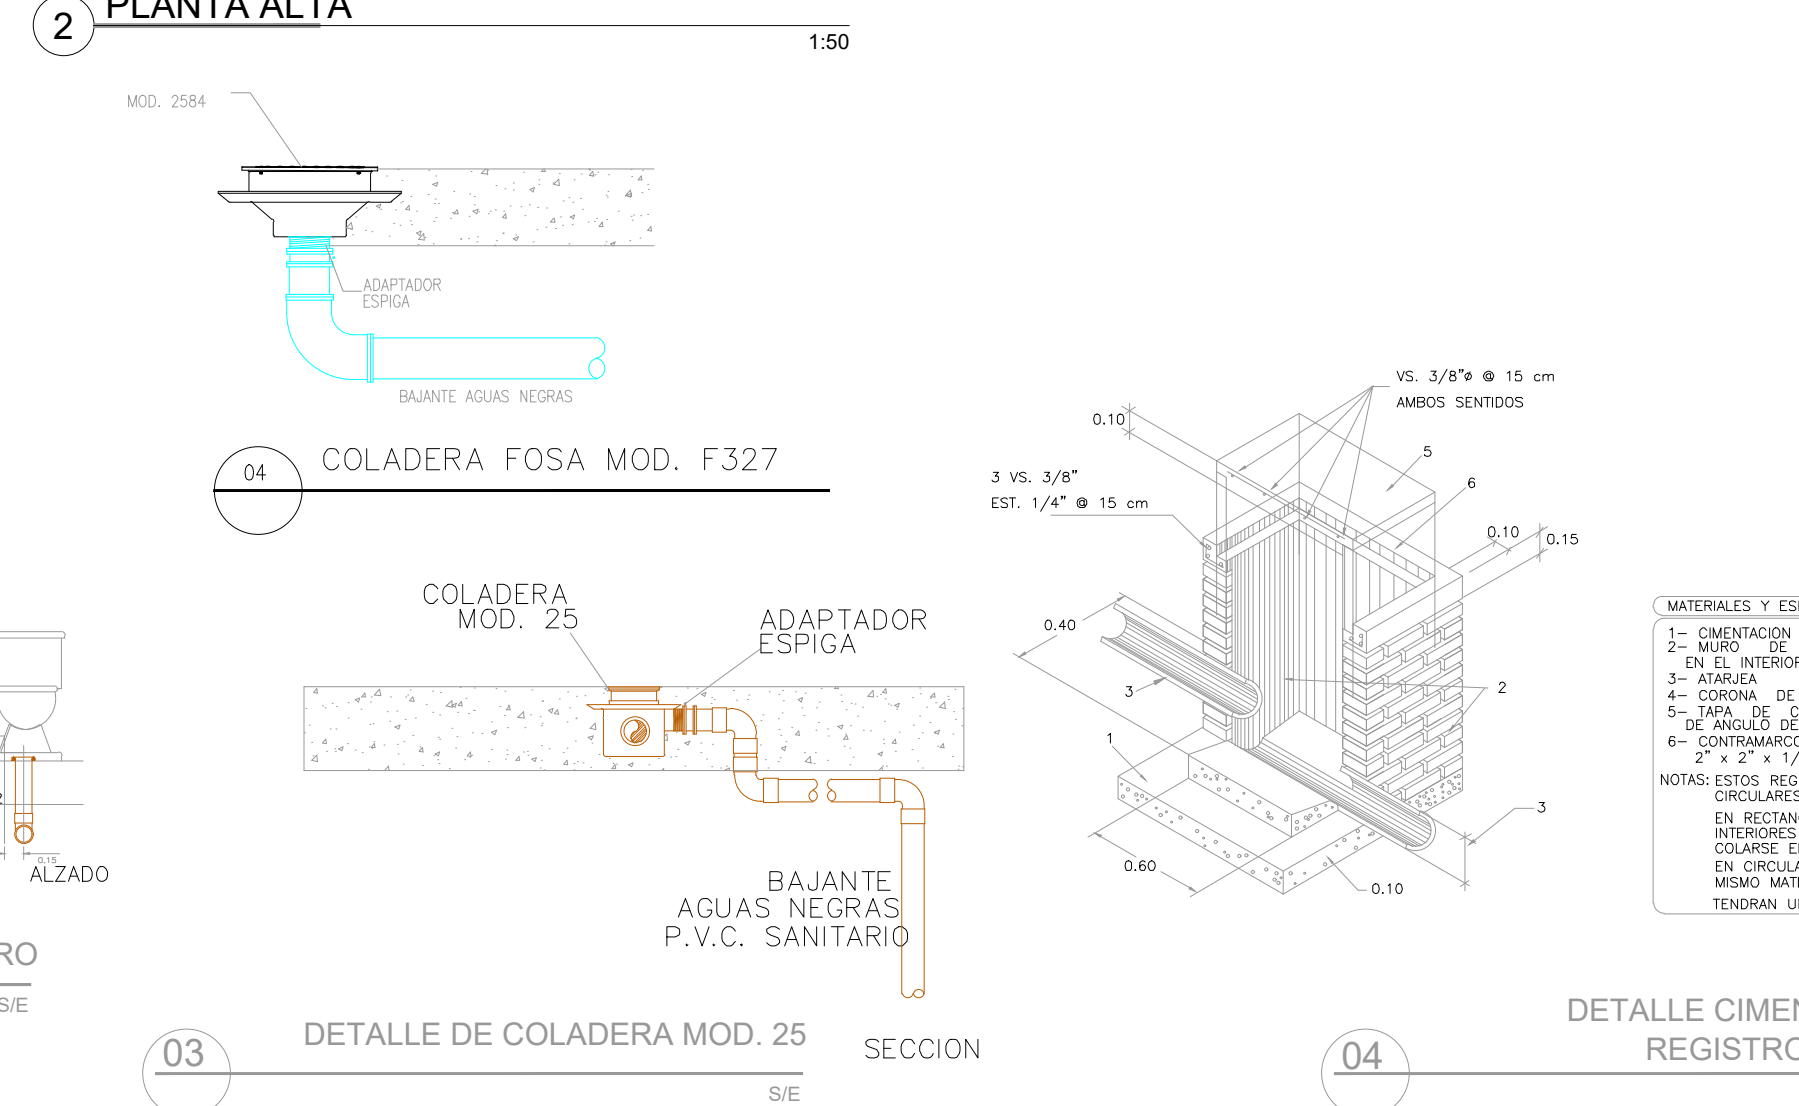 2
PLANTA ALTA
1:50
MOD. 2584
ADAPTADOR
ESPIGA
BAJANTE AGUAS NEGRAS
04
COLADERA FOSA MOD. F327
COLADERA
MOD. 25
ADAPTADOR
ESPIGA
BAJANTE
AGUAS NEGRAS
P.V.C. SANITARIO
03
DETALLE DE COLADERA MOD. 25
S/E
SECCION
0.15
ALZADO
RO
S/E
VS. 3/8"ø @ 15 cm
AMBOS SENTIDOS
0.10
3 VS. 3/8"
EST. 1/4" @ 15 cm
5
6
0.10
0.15
0.40
3
2
1
3
0.60
0.10
MATERIALES Y ES
1- CIMENTACION
2- MURO DE
EN EL INTERIOR
3- ATARJEA
4- CORONA DE
5- TAPA DE C
DE ANGULO DE
6- CONTRAMARCO
2" x 2" x 1/
NOTAS: ESTOS REG
CIRCULARES
EN RECTAN
INTERIORES
COLARSE E
EN CIRCULA
MISMO MAT
TENDRAN U
04
DETALLE CIMEN
REGISTRO